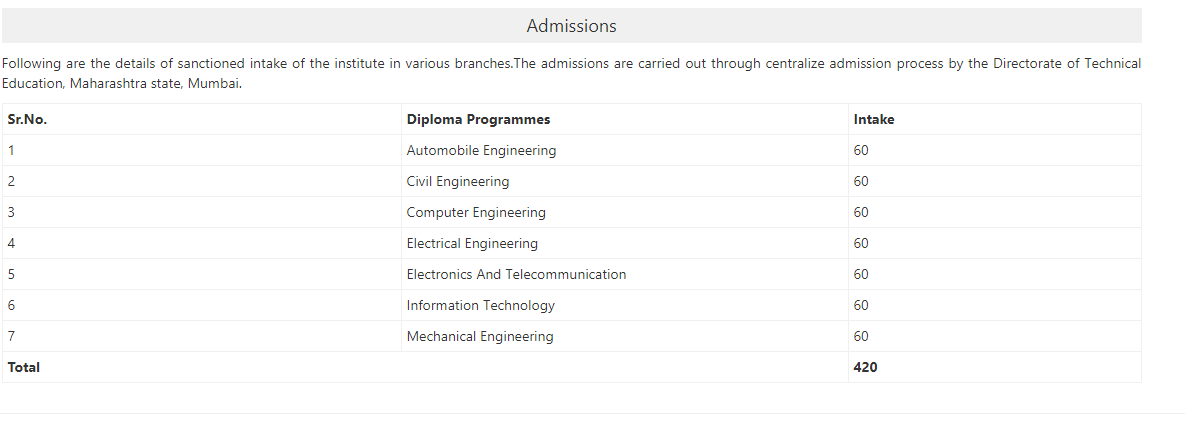 Admissions
Following are the details of sanctioned intake of the institute in various branches.The admissions are carried out through centralize admission process by the Directorate of Technical
Education, Maharashtra state, Mumbai.
Sr.No. Diploma Programmes Intake
1 Automobile Engineering 60
2 Civil Engineering 60
3 Computer Engineering 60
4 Electrical Engineering 60
5 Electronics And Telecommunication 60
6 Information Technology 60
7 Mechanical Engineering 60
Total 420